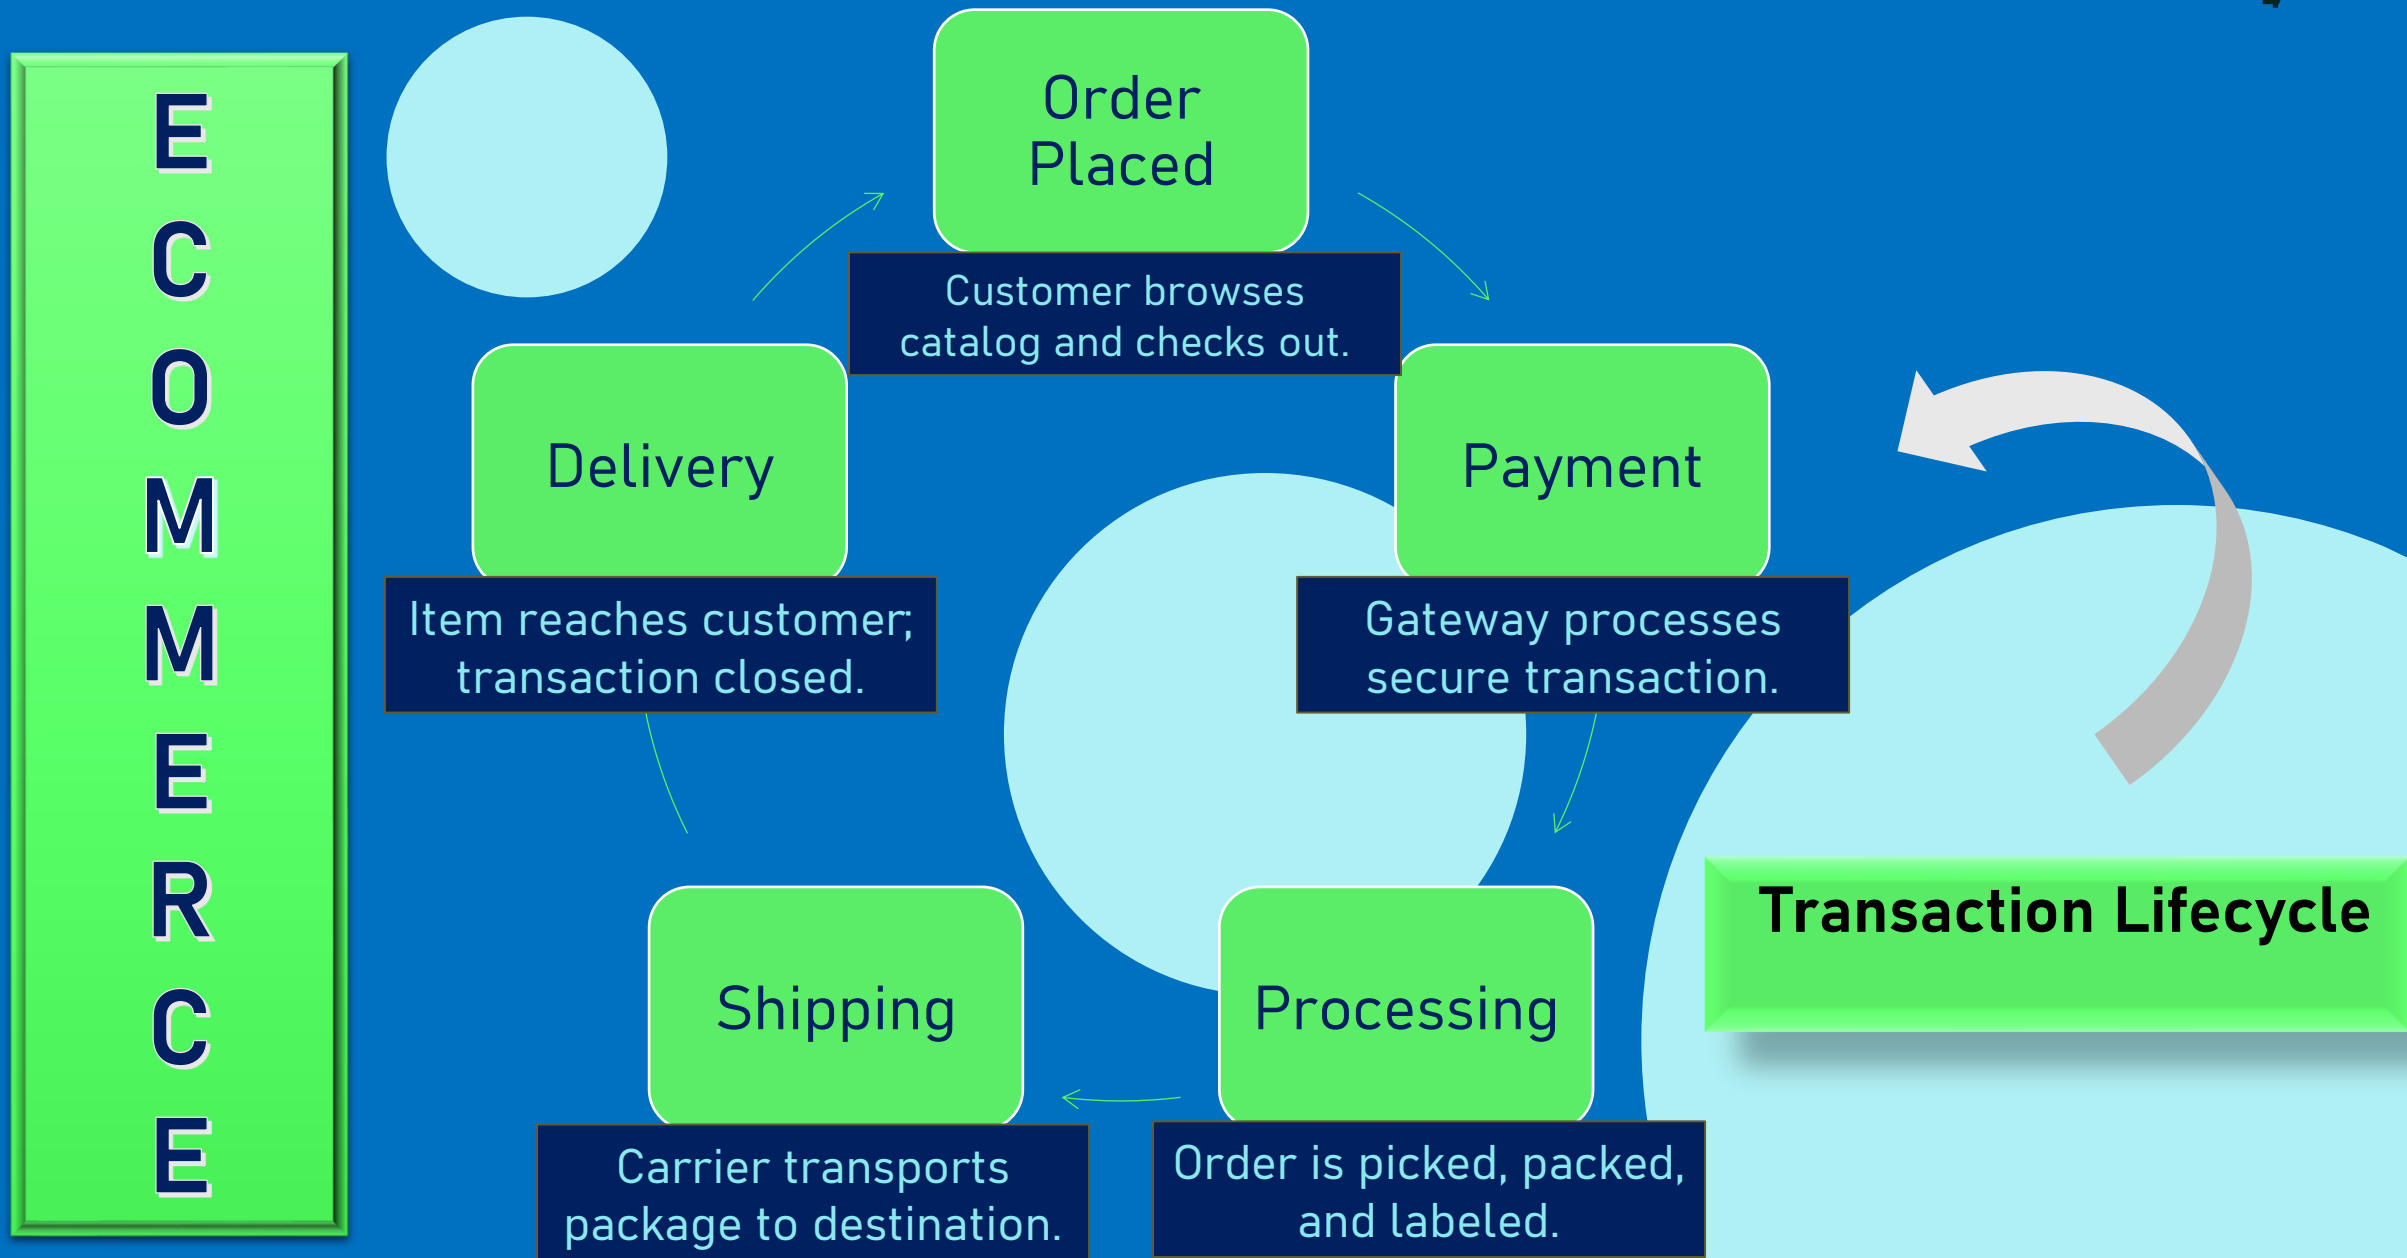 E
C
O
M
M
E
R
C
E
Order
Placed
Customer browses
catalog and checks out.
Payment
Gateway processes
secure transaction.
Processing
Order is picked, packed,
and labeled.
Shipping
Carrier transports
package to destination.
Delivery
Item reaches customer;
transaction closed.
Transaction Lifecycle